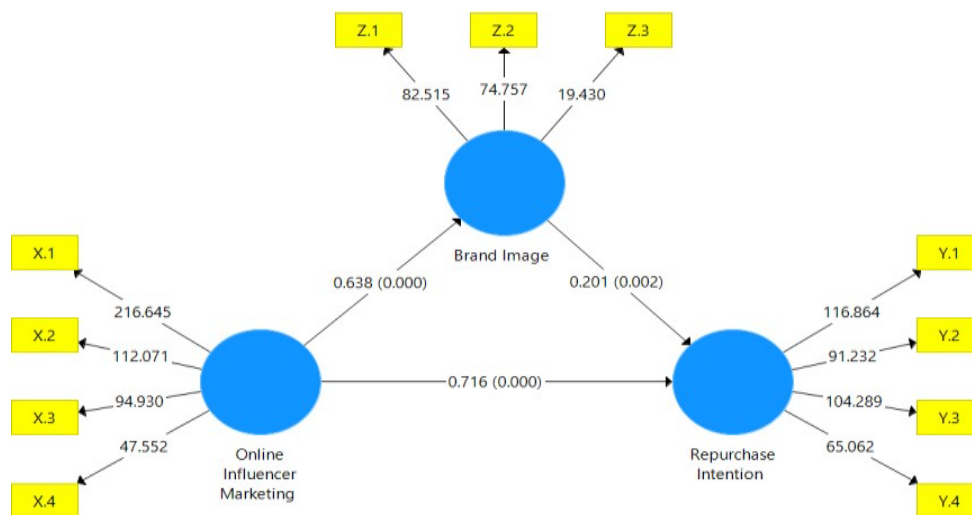 Z.1
Z.2
Z.3
82.515
74.757
19.430
Brand Image
X.1
X.2
X.3
X.4
216.645
112.071
94.930
47.552
0.638 (0.000)
0.201 (0.002)
0.716 (0.000)
Online
Influencer
Marketing
Repurchase
Intention
116.864
91.232
104.289
65.062
Y.1
Y.2
Y.3
Y.4